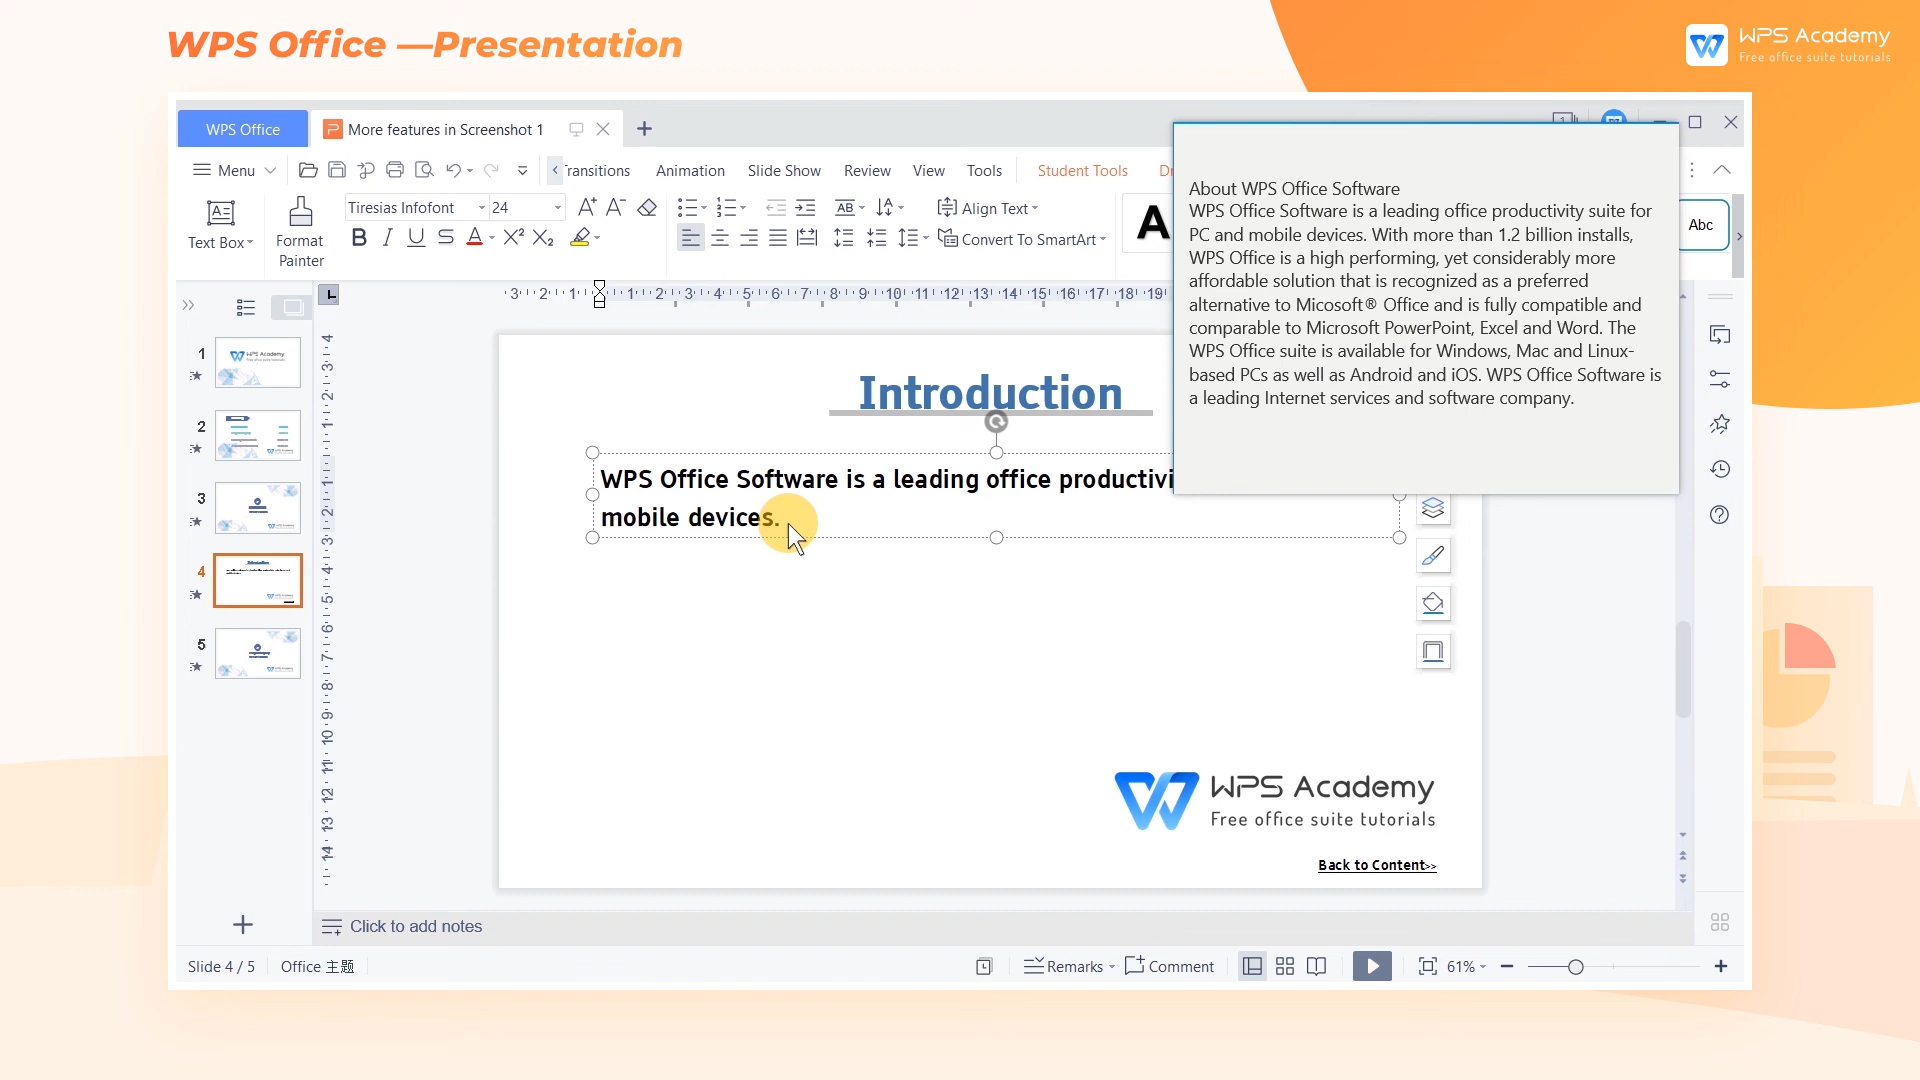 WPS Office —Presentation
WPS Academy
Free office suite tutorials
WPS Office
More features in Screenshot 1
Menu
Transitions
Animation
Slide Show
Review
View
Tools
Student Tools
Text Box
Format
Painter
Tiresias Infofont
24
Align Text
Convert To SmartArt
Abc
About WPS Office Software
WPS Office Software is a leading office productivity suite for
PC and mobile devices. With more than 1.2 billion installs,
WPS Office is a high performing, yet considerably more
affordable solution that is recognized as a preferred
alternative to Micosoft® Office and is fully compatible and
comparable to Microsoft PowerPoint, Excel and Word. The
WPS Office suite is available for Windows, Mac and Linux-
based PCs as well as Android and iOS. WPS Office Software is
a leading Internet services and software company.
1
2
3
4
5
Introduction
WPS Office Software is a leading office productivi
mobile devices.
WPS Academy
Free office suite tutorials
Back to Content>>
Click to add notes
Slide 4 / 5
Office 主题
Remarks
Comment
61%